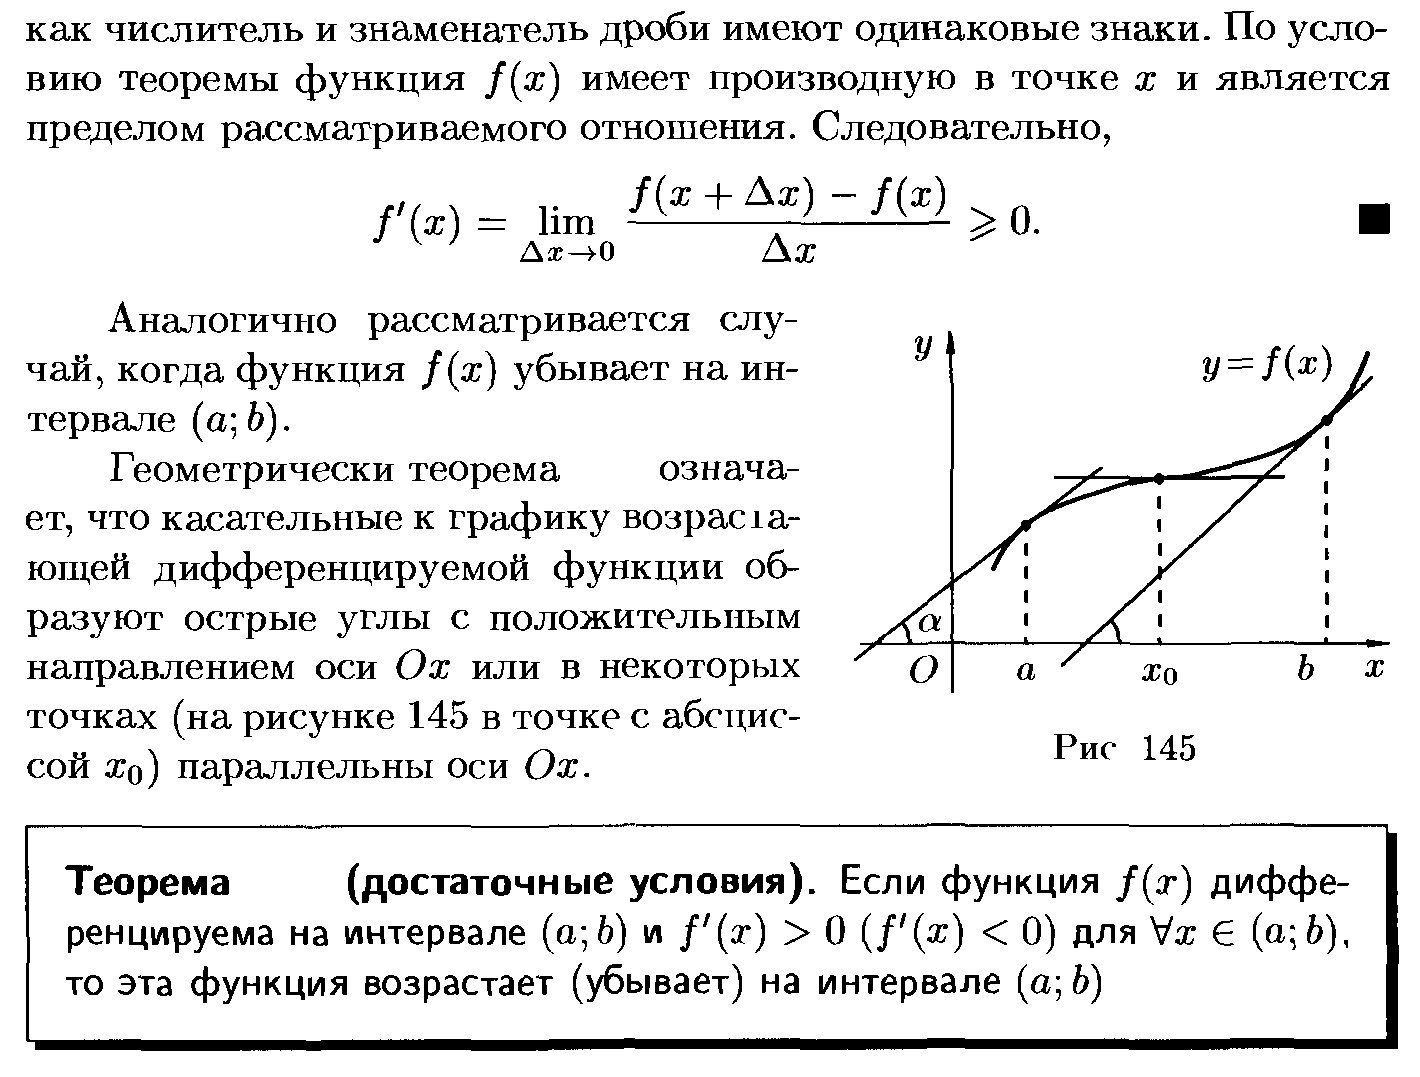 как числитель и знаменатель дроби имеют одинаковые знаки. По усло-
вию теоремы функция f(x) имеет производную в точке x и является
пределом рассматриваемого отношения. Следовательно,
f′(x) = lim_{Δx→0} (f(x + Δx) − f(x)) / Δx ⩾ 0. ■
Аналогично рассматривается слу-
чай, когда функция f(x) убывает на ин-
тервале (a; b).
Геометрически теорема означа-
ет, что касательные к графику возраста-
ющей дифференцируемой функции об-
разуют острые углы с положительным
направлением оси Ox или в некоторых
точках (на рисунке 145 в точке с абсцис-
сой x₀) параллельны оси Ox.
y
y = f(x)
α
O a x₀ b x
Рис 145
Теорема (достаточные условия). Если функция f(x) диффе-
ренцируема на интервале (a; b) и f′(x) > 0 (f′(x) < 0) для ∀x ∈ (a; b),
то эта функция возрастает (убывает) на интервале (a; b)